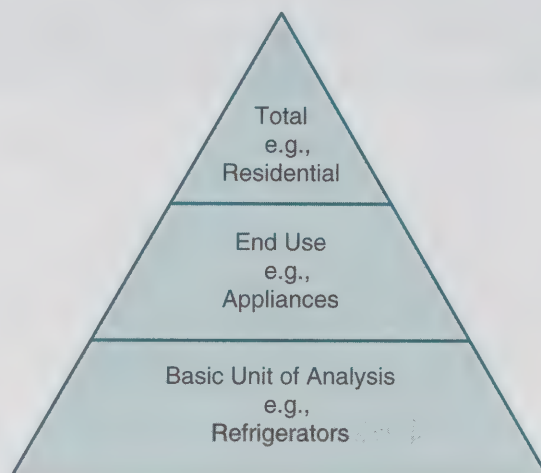 Total
e.g.,
Residential
End Use
e.g.,
Appliances
Basic Unit of Analysis
e.g.,
Refrigerators